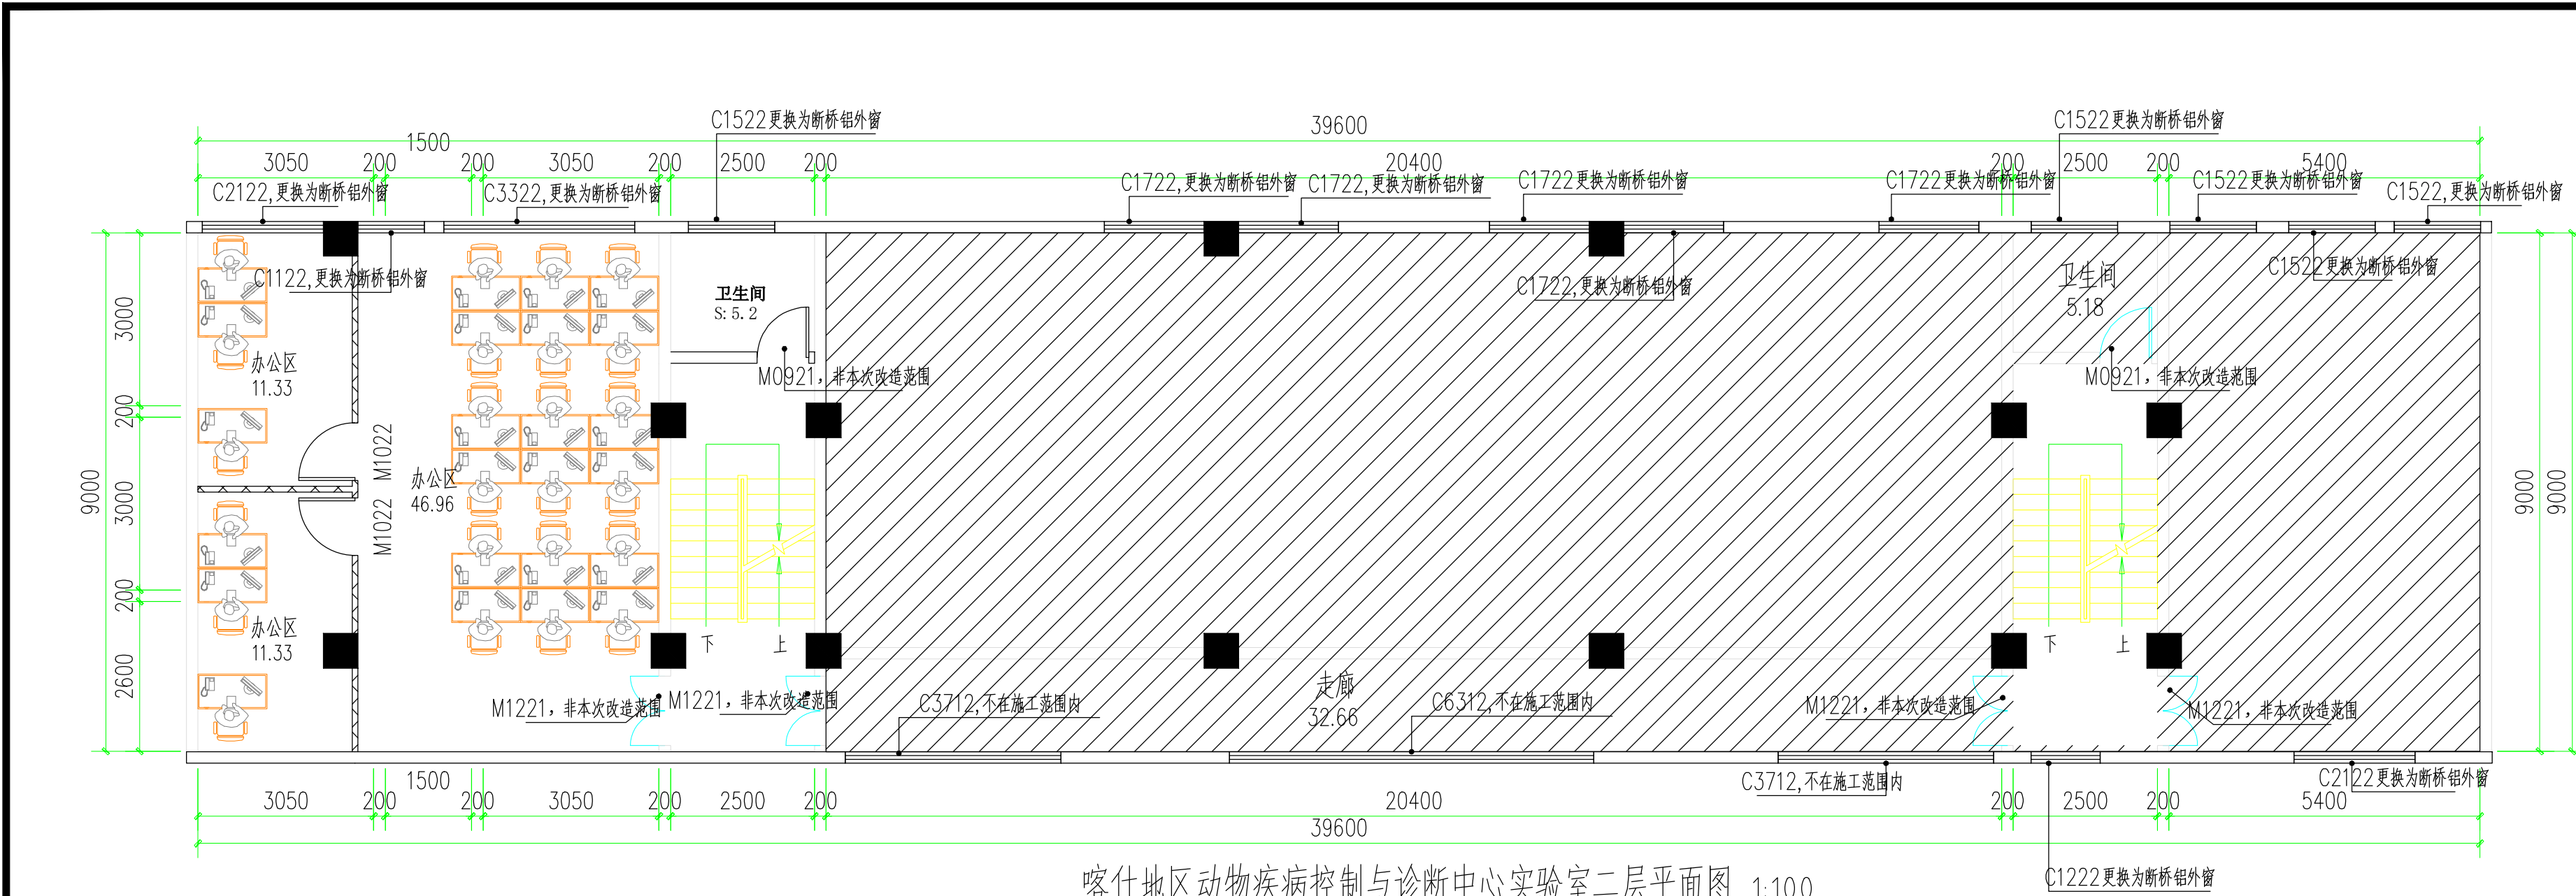 C1522更换为断桥铝外窗
39600
C1522更换为断桥铝外窗
1500
3050
200
200
3050
200
2500
200
20400
200
2500
200
5400
C2122,更换为断桥铝外窗
C3322,更换为断桥铝外窗
C1722,更换为断桥铝外窗
C1722,更换为断桥铝外窗
C1722更换为断桥铝外窗
C1722更换为断桥铝外窗
C1522更换为断桥铝外窗
C1522,更换为断桥铝外窗
C1122,更换为断桥铝外窗
卫生间
S:5.2
C1722,更换为断桥铝外窗
卫生间
5.18
C1522更换为断桥铝外窗
3000
办公区
11.33
M0921，非本次改造范围
M0921，非本次改造范围
200
M1022
办公区
46.96
9000
3000
M1022
9000
9000
200
办公区
11.33
下
上
下
上
2600
M1221，非本次改造范围
M1221，非本次改造范围
C3712,不在施工范围内
走廊
32.66
C6312,不在施工范围内
M1221，非本次改造范围
M1221，非本次改造范围
1500
C3712,不在施工范围内
C2122更换为断桥铝外窗
3050
200
200
3050
200
2500
200
20400
200
2500
200
5400
39600
喀什地区动物疾病控制与诊断中心实验室二层平面图 1:100
C1222更换为断桥铝外窗